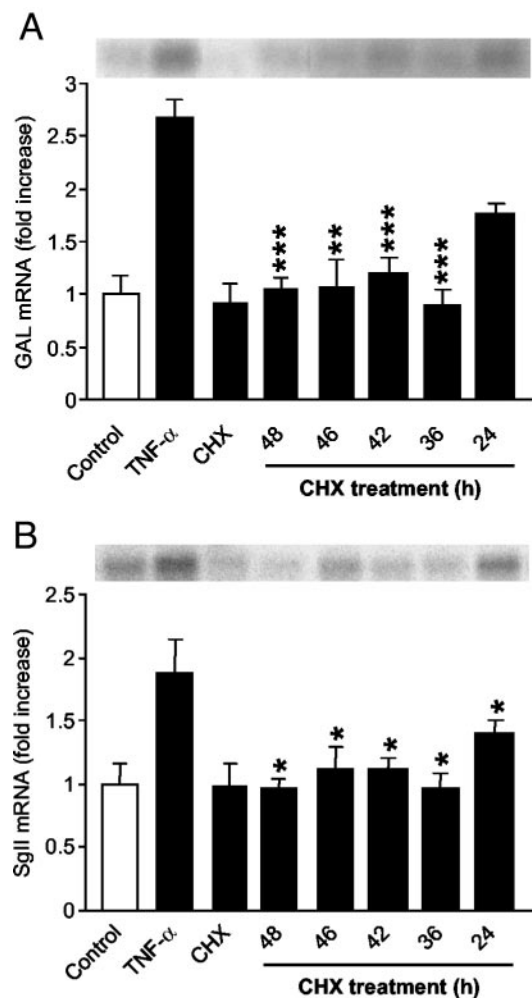 A
GAL mRNA (fold increase)
3
2.5
2
1.5
1
0.5
0
*** ** *** ***
Control TNF-α CHX 48 46 42 36 24
CHX treatment (h)
B
SgII mRNA (fold increase)
2.5
2
1.5
1
0.5
0
* * * * *
Control TNF-α CHX 48 46 42 36 24
CHX treatment (h)